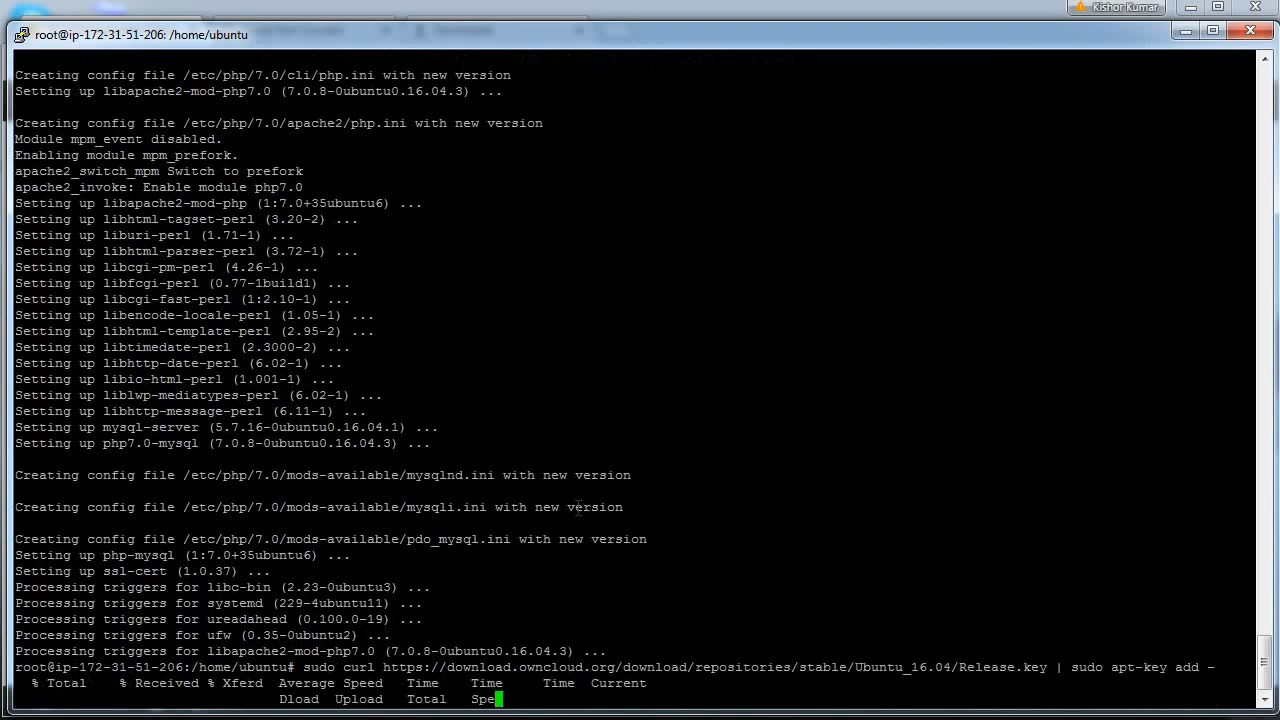 Kishor Kumar
root@ip-172-31-51-206: /home/ubuntu
Creating config file /etc/php/7.0/cli/php.ini with new version
Setting up libapache2-mod-php7.0 (7.0.8-0ubuntu0.16.04.3) ...
Creating config file /etc/php/7.0/apache2/php.ini with new version
Module mpm_event disabled.
Enabling module mpm_prefork.
apache2_switch_mpm Switch to prefork
apache2_invoke: Enable module php7.0
Setting up libapache2-mod-php (1:7.0+35ubuntu6) ...
Setting up libhtml-tagset-perl (3.20-2) ...
Setting up liburi-perl (1.71-1) ...
Setting up libhtml-parser-perl (3.72-1) ...
Setting up libcgi-pm-perl (4.26-1) ...
Setting up libfcgi-perl (0.77-1build1) ...
Setting up libcgi-fast-perl (1:2.10-1) ...
Setting up libencode-locale-perl (1.05-1) ...
Setting up libhtml-template-perl (2.95-2) ...
Setting up libtimedate-perl (2.3000-2) ...
Setting up libhttp-date-perl (6.02-1) ...
Setting up libio-html-perl (1.001-1) ...
Setting up liblwp-mediatypes-perl (6.02-1) ...
Setting up libhttp-message-perl (6.11-1) ...
Setting up mysql-server (5.7.16-0ubuntu0.16.04.1) ...
Setting up php7.0-mysql (7.0.8-0ubuntu0.16.04.3) ...
Creating config file /etc/php/7.0/mods-available/mysqlnd.ini with new version
Creating config file /etc/php/7.0/mods-available/mysqli.ini with new version
Creating config file /etc/php/7.0/mods-available/pdo_mysql.ini with new version
Setting up php-mysql (1:7.0+35ubuntu6) ...
Setting up ssl-cert (1.0.37) ...
Processing triggers for libc-bin (2.23-0ubuntu3) ...
Processing triggers for systemd (229-4ubuntu11) ...
Processing triggers for ureadahead (0.100.0-19) ...
Processing triggers for ufw (0.35-0ubuntu2) ...
Processing triggers for libapache2-mod-php7.0 (7.0.8-0ubuntu0.16.04.3) ...
root@ip-172-31-51-206:/home/ubuntu# sudo curl https://download.owncloud.org/download/repositories/stable/Ubuntu_16.04/Release.key | sudo apt-key add -
% Total % Received % Xferd Average Speed Time Time Time Current
Dload Upload Total Spe